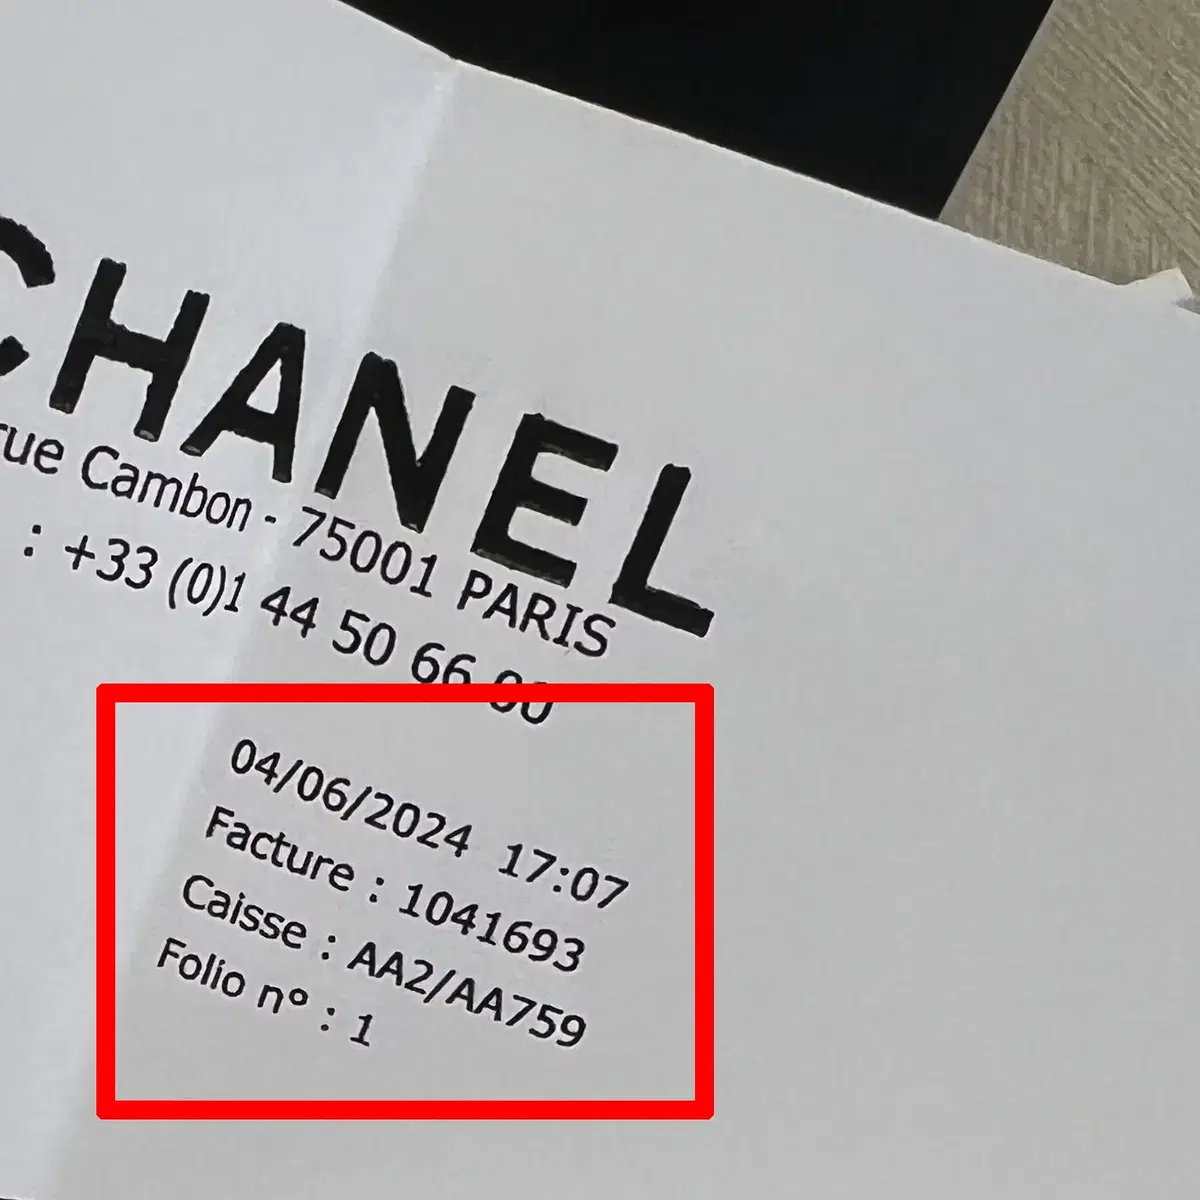 CHANEL
rue Cambon - 75001 PARIS
: +33 (0)1 44 50 66 00
04/06/2024 17:07
Facture : 1041693
Caisse : AA2/AA759
Folio n° : 1